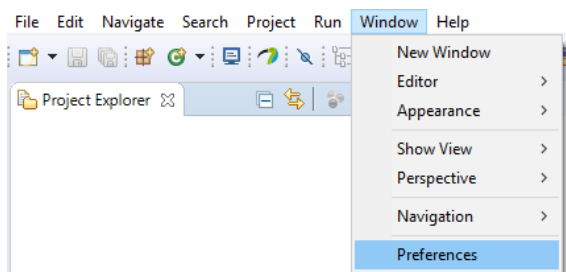 File Edit Navigate Search Project Run Window Help
New Window
Editor
Project Explorer
Appearance
Show View
Perspective
Navigation
Preferences